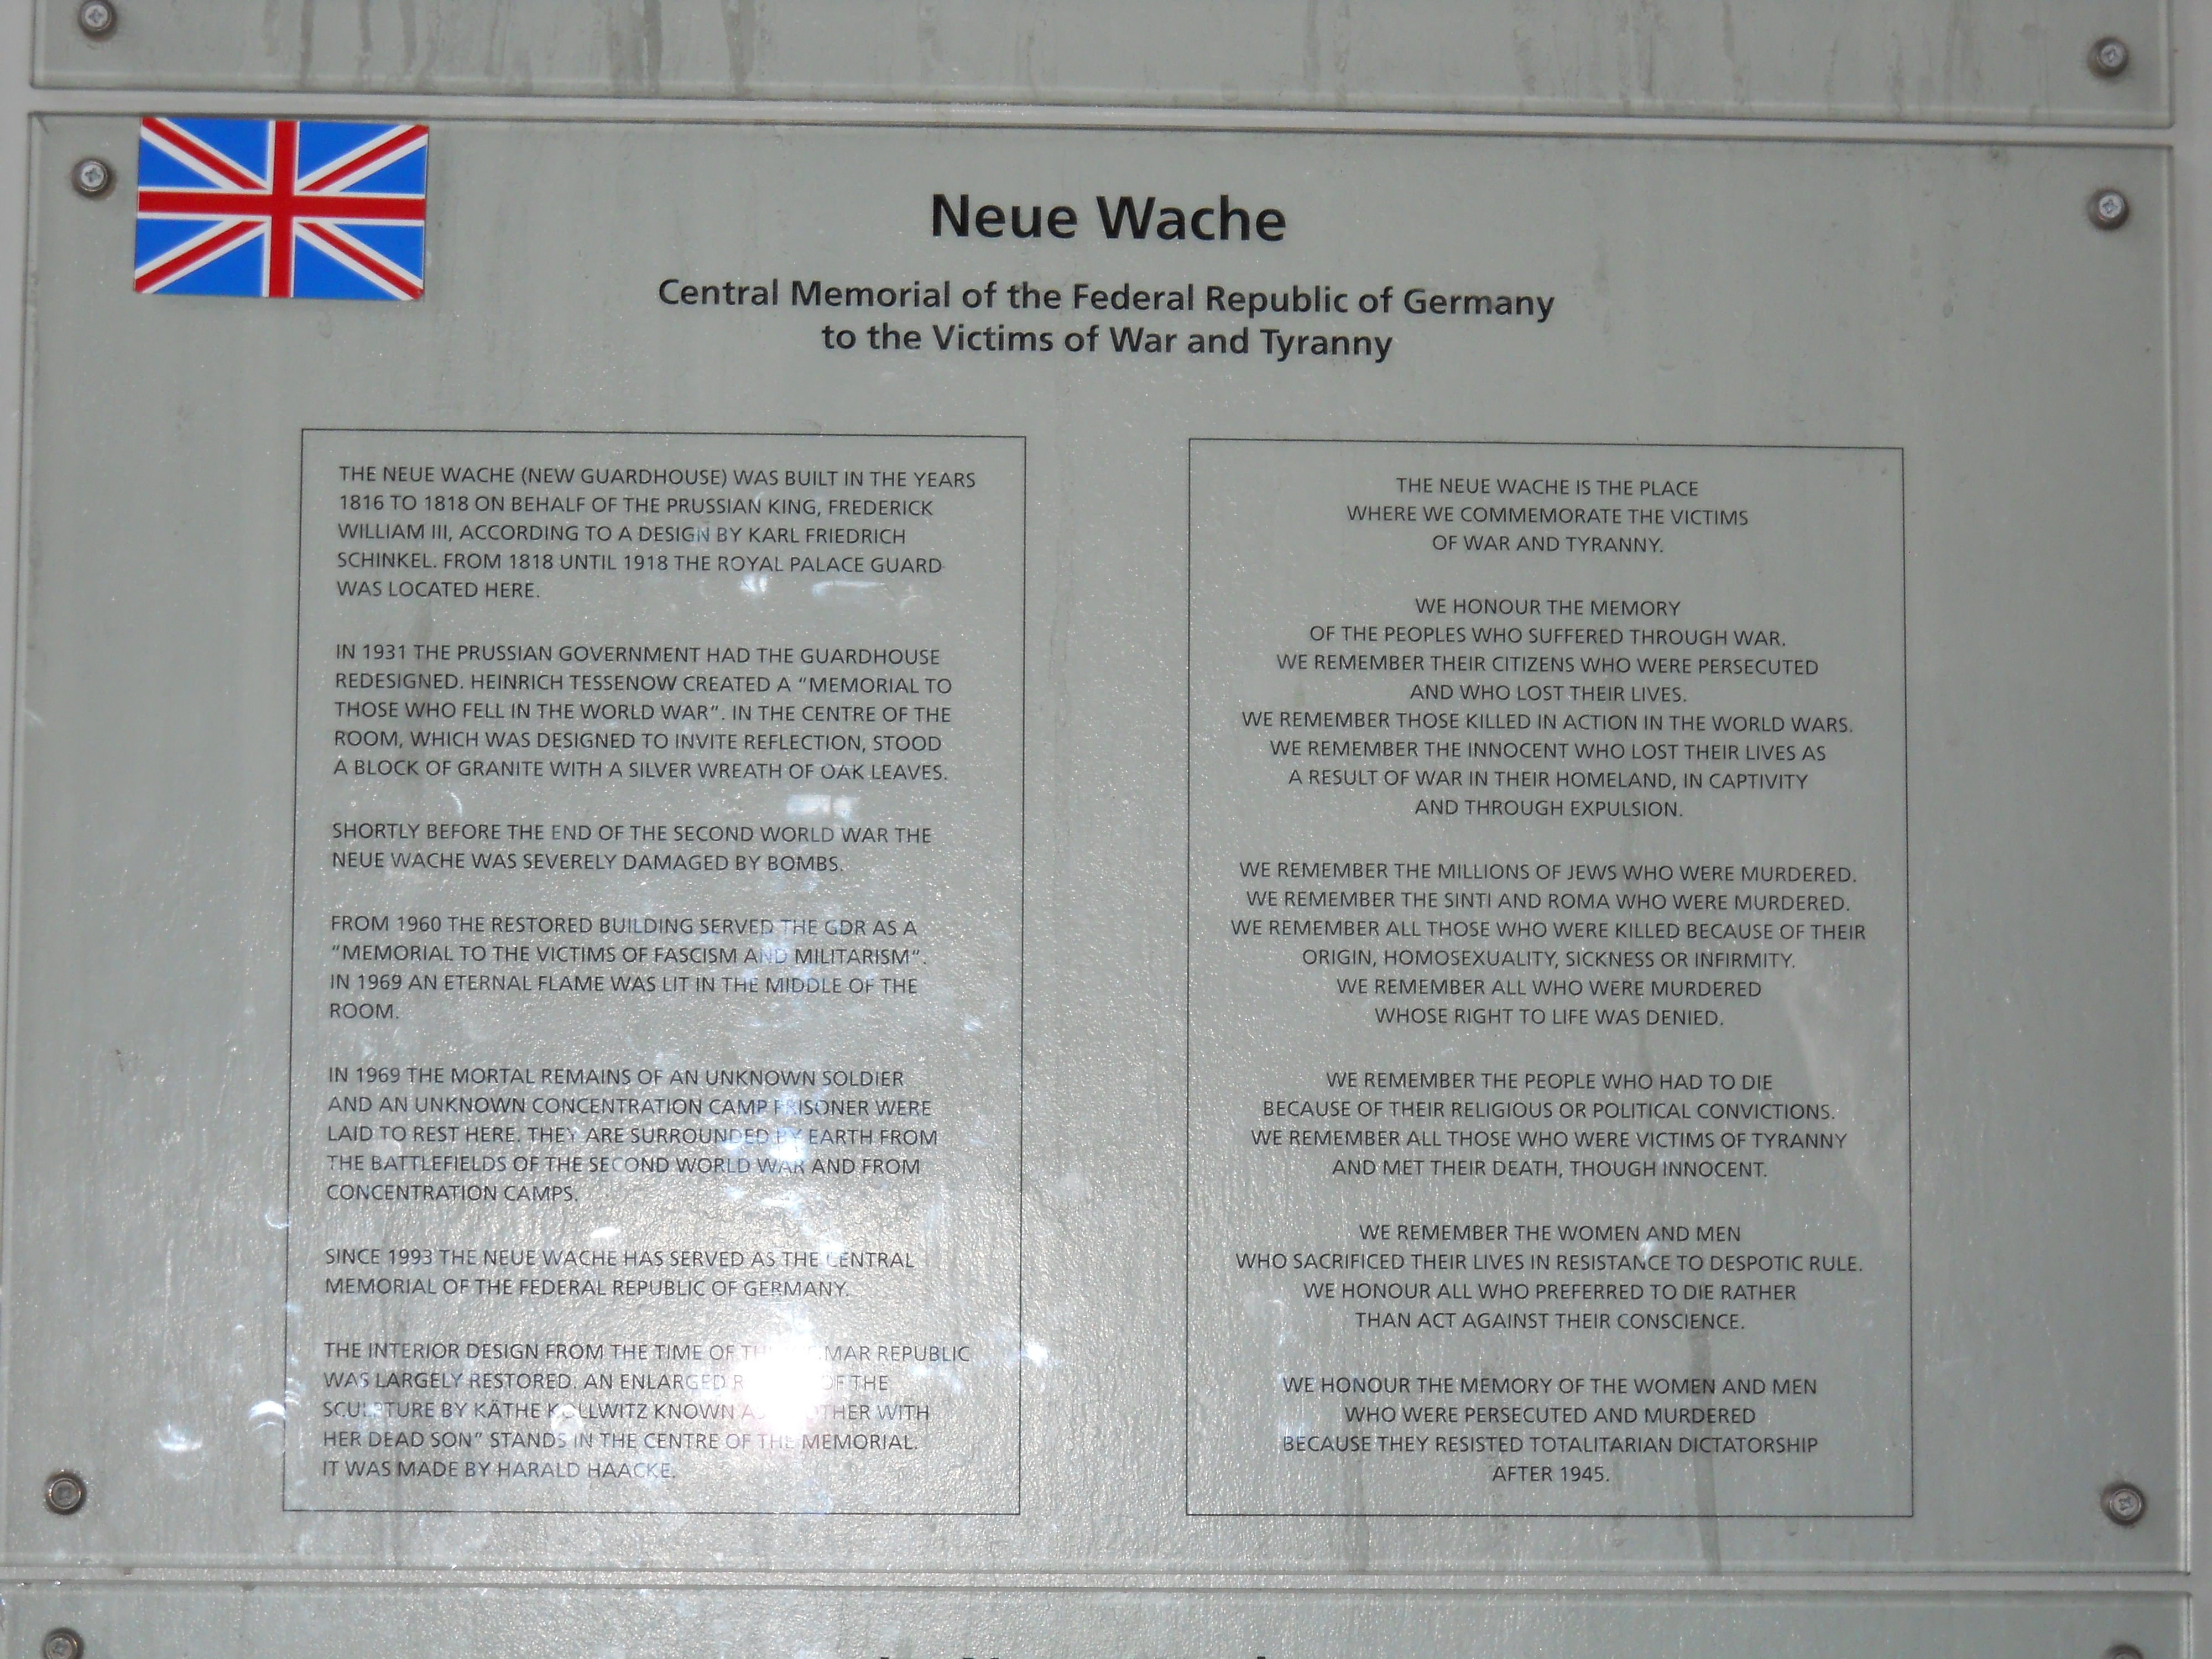 Neue Wache
Central Memorial of the Federal Republic of Germany
to the Victims of War and Tyranny
THE NEUE WACHE (NEW GUARDHOUSE) WAS BUILT IN THE YEARS
1816 TO 1818 ON BEHALF OF THE PRUSSIAN KING, FREDERICK
WILLIAM III, ACCORDING TO A DESIGN BY KARL FRIEDRICH
SCHINKEL. FROM 1818 UNTIL 1918 THE ROYAL PALACE GUARD
WAS LOCATED HERE.
IN 1931 THE PRUSSIAN GOVERNMENT HAD THE GUARDHOUSE
REDESIGNED. HEINRICH TESSENOW CREATED A “MEMORIAL TO
THOSE WHO FELL IN THE WORLD WAR“. IN THE CENTRE OF THE
ROOM, WHICH WAS DESIGNED TO INVITE REFLECTION, STOOD
A BLOCK OF GRANITE WITH A SILVER WREATH OF OAK LEAVES.
SHORTLY BEFORE THE END OF THE SECOND WORLD WAR THE
NEUE WACHE WAS SEVERELY DAMAGED BY BOMBS.
FROM 1960 THE RESTORED BUILDING SERVED THE GDR AS A
“MEMORIAL TO THE VICTIMS OF FASCISM AND MILITARISM“.
IN 1969 AN ETERNAL FLAME WAS LIT IN THE MIDDLE OF THE
ROOM.
IN 1969 THE MORTAL REMAINS OF AN UNKNOWN SOLDIER
AND AN UNKNOWN CONCENTRATION CAMP PRISONER WERE
LAID TO REST HERE. THEY ARE SURROUNDED BY EARTH FROM
THE BATTLEFIELDS OF THE SECOND WORLD WAR AND FROM
CONCENTRATION CAMPS.
SINCE 1993 THE NEUE WACHE HAS SERVED AS THE CENTRAL
MEMORIAL OF THE FEDERAL REPUBLIC OF GERMANY.
THE INTERIOR DESIGN FROM THE TIME OF THE REPUBLIC
WAS LARGELY RESTORED. AN ENLARGED OF THE
SCULPTURE BY KÄTHE KOLLWITZ KNOWN WITH
HER DEAD SON” STANDS IN THE CENTRE OF THE MEMORIAL.
IT WAS MADE BY HARALD HAACKE.
THE NEUE WACHE IS THE PLACE
WHERE WE COMMEMORATE THE VICTIMS
OF WAR AND TYRANNY.
WE HONOUR THE MEMORY
OF THE PEOPLES WHO SUFFERED THROUGH WAR.
WE REMEMBER THEIR CITIZENS WHO WERE PERSECUTED
AND WHO LOST THEIR LIVES.
WE REMEMBER THOSE KILLED IN ACTION IN THE WORLD WARS.
WE REMEMBER THE INNOCENT WHO LOST THEIR LIVES AS
A RESULT OF WAR IN THEIR HOMELAND, IN CAPTIVITY
AND THROUGH EXPULSION.
WE REMEMBER THE MILLIONS OF JEWS WHO WERE MURDERED.
WE REMEMBER THE SINTI AND ROMA WHO WERE MURDERED.
WE REMEMBER ALL THOSE WHO WERE KILLED BECAUSE OF THEIR
ORIGIN, HOMOSEXUALITY, SICKNESS OR INFIRMITY.
WE REMEMBER ALL WHO WERE MURDERED
WHOSE RIGHT TO LIFE WAS DENIED.
WE REMEMBER THE PEOPLE WHO HAD TO DIE
BECAUSE OF THEIR RELIGIOUS OR POLITICAL CONVICTIONS.
WE REMEMBER ALL THOSE WHO WERE VICTIMS OF TYRANNY
AND MET THEIR DEATH, THOUGH INNOCENT.
WE REMEMBER THE WOMEN AND MEN
WHO SACRIFICED THEIR LIVES IN RESISTANCE TO DESPOTIC RULE.
WE HONOUR ALL WHO PREFERRED TO DIE RATHER
THAN ACT AGAINST THEIR CONSCIENCE.
WE HONOUR THE MEMORY OF THE WOMEN AND MEN
WHO WERE PERSECUTED AND MURDERED
BECAUSE THEY RESISTED TOTALITARIAN DICTATORSHIP
AFTER 1945.